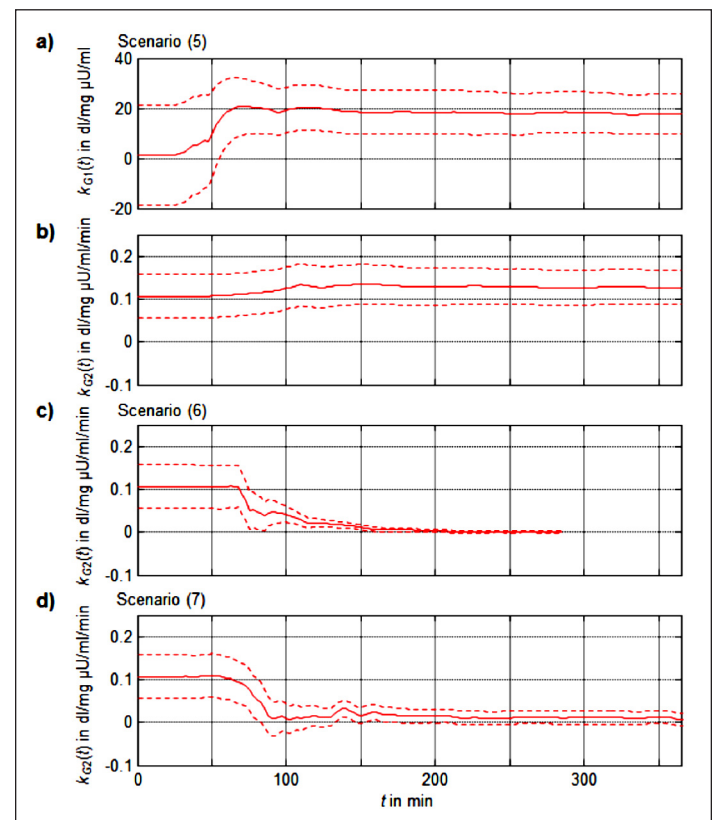 a) Scenario (5)
k_G1(t) in dl/mg µU/ml
40
20
0
-20
b)
k_G2(t) in dl/mg µU/ml/min
0.2
0.1
0
-0.1
c) Scenario (6)
k_G2(t) in dl/mg µU/ml/min
0.2
0.1
0
-0.1
d) Scenario (7)
k_G2(t) in dl/mg µU/ml/min
0.2
0.1
0
-0.1
0 100 200 300
t in min